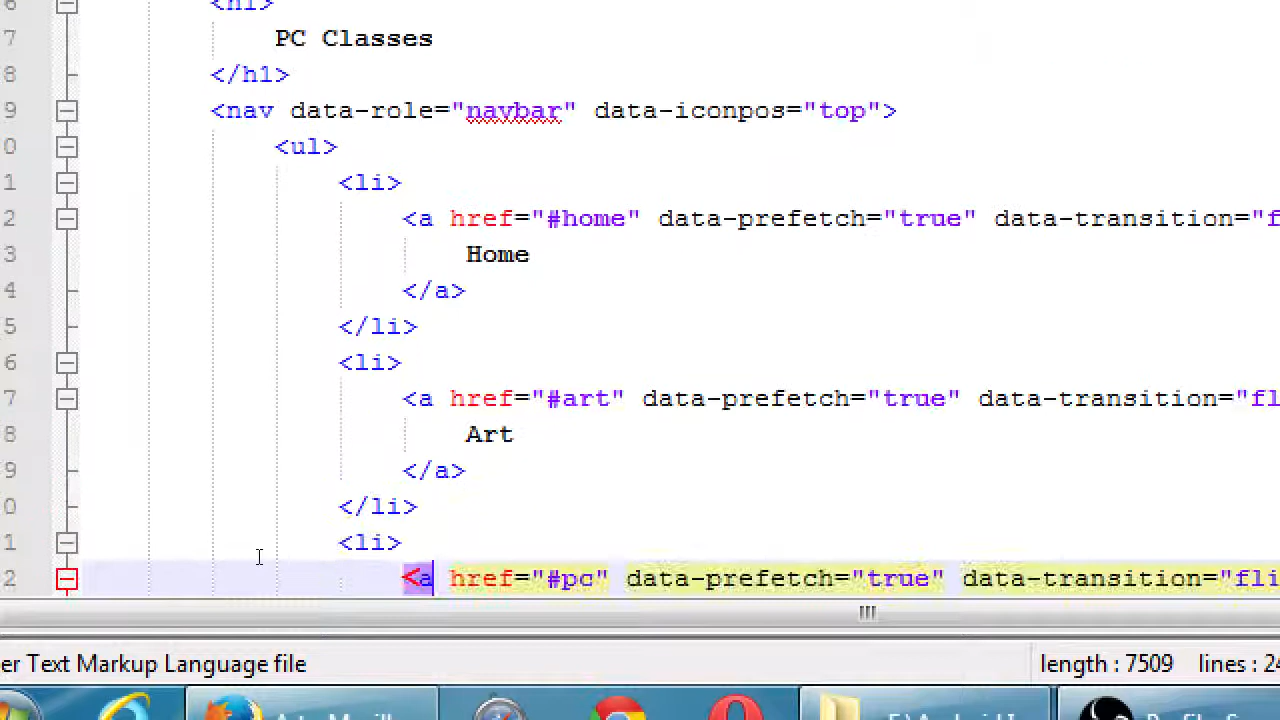 6 <h1>
7 PC Classes
8 </h1>
9 <nav data-role="navbar" data-iconpos="top">
0 <ul>
1 <li>
2 <a href="#home" data-prefetch="true" data-transition="f
3 Home
4 </a>
5 </li>
6 <li>
7 <a href="#art" data-prefetch="true" data-transition="fl
8 Art
9 </a>
0 </li>
1 <li>
2 <a href="#pc" data-prefetch="true" data-transition="fli
er Text Markup Language file length : 7509 lines : 24